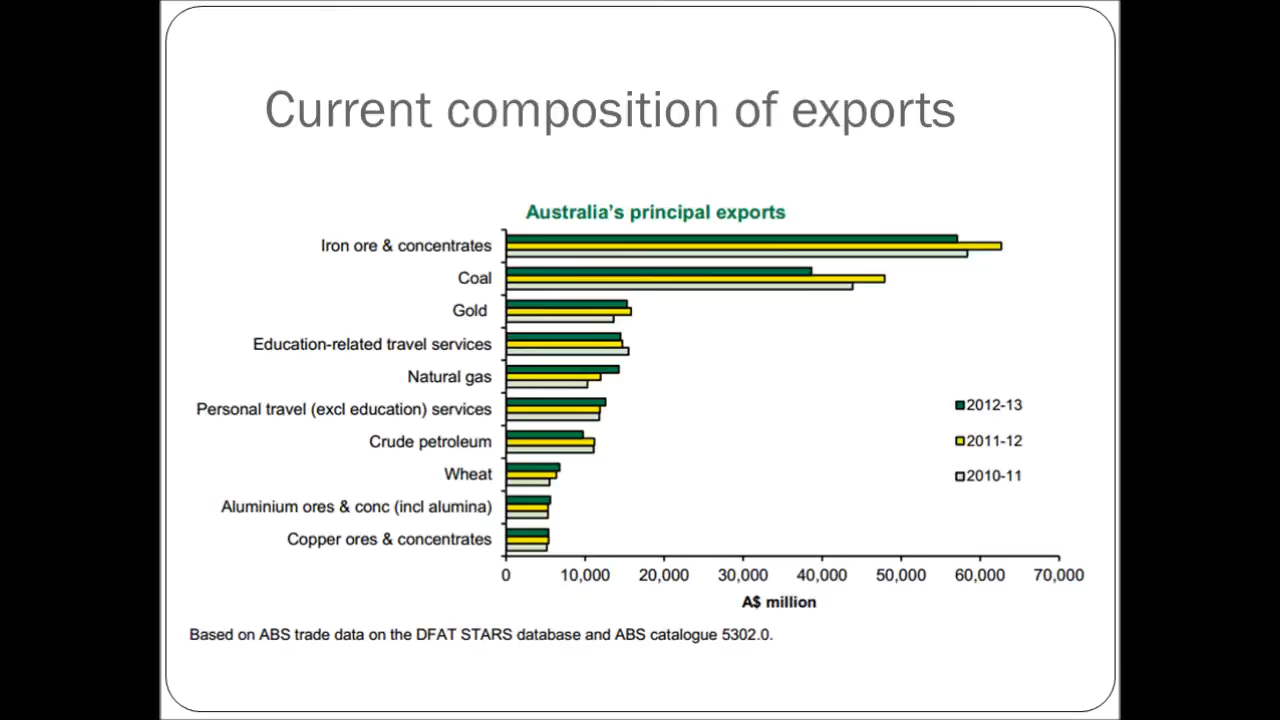 Current composition of exports
Australia's principal exports
Iron ore & concentrates
Coal
Gold
Education-related travel services
Natural gas
Personal travel (excl education) services
Crude petroleum
Wheat
Aluminium ores & conc (incl alumina)
Copper ores & concentrates
2012-13
2011-12
2010-11
0 10,000 20,000 30,000 40,000 50,000 60,000 70,000
A$ million
Based on ABS trade data on the DFAT STARS database and ABS catalogue 5302.0.